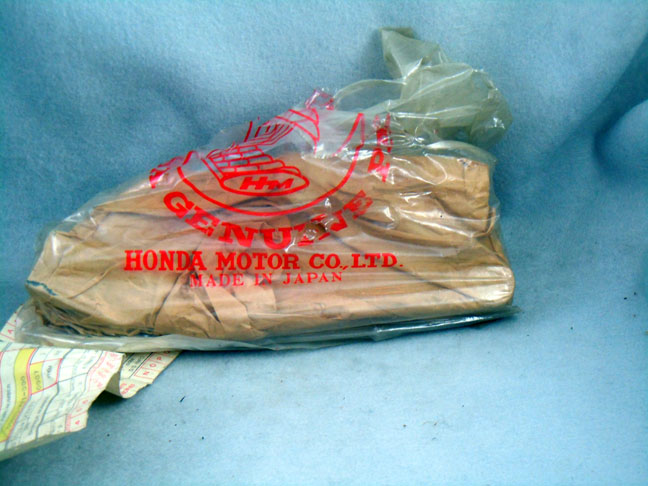 HM
GENUINE
HONDA MOTOR CO., LTD.
MADE IN JAPAN